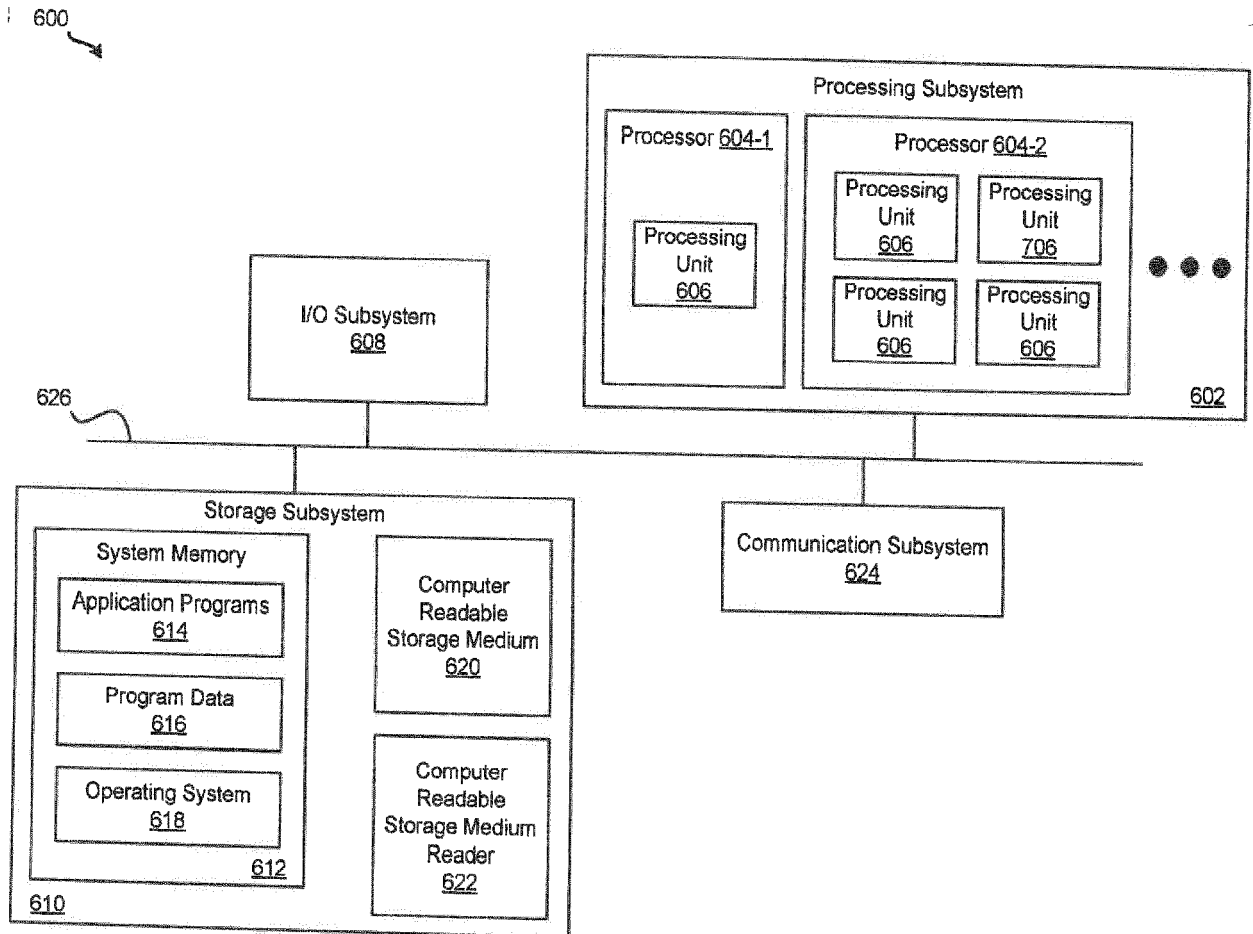 600
Processing Subsystem
Processor 604-1
Processing
Unit
606
Processor 604-2
Processing
Unit
606
Processing
Unit
706
Processing
Unit
606
Processing
Unit
606
602
I/O Subsystem
608
626
Storage Subsystem
System Memory
Application Programs
614
Program Data
616
Operating System
618
612
610
Computer
Readable
Storage Medium
620
Computer
Readable
Storage Medium
Reader
622
Communication Subsystem
624